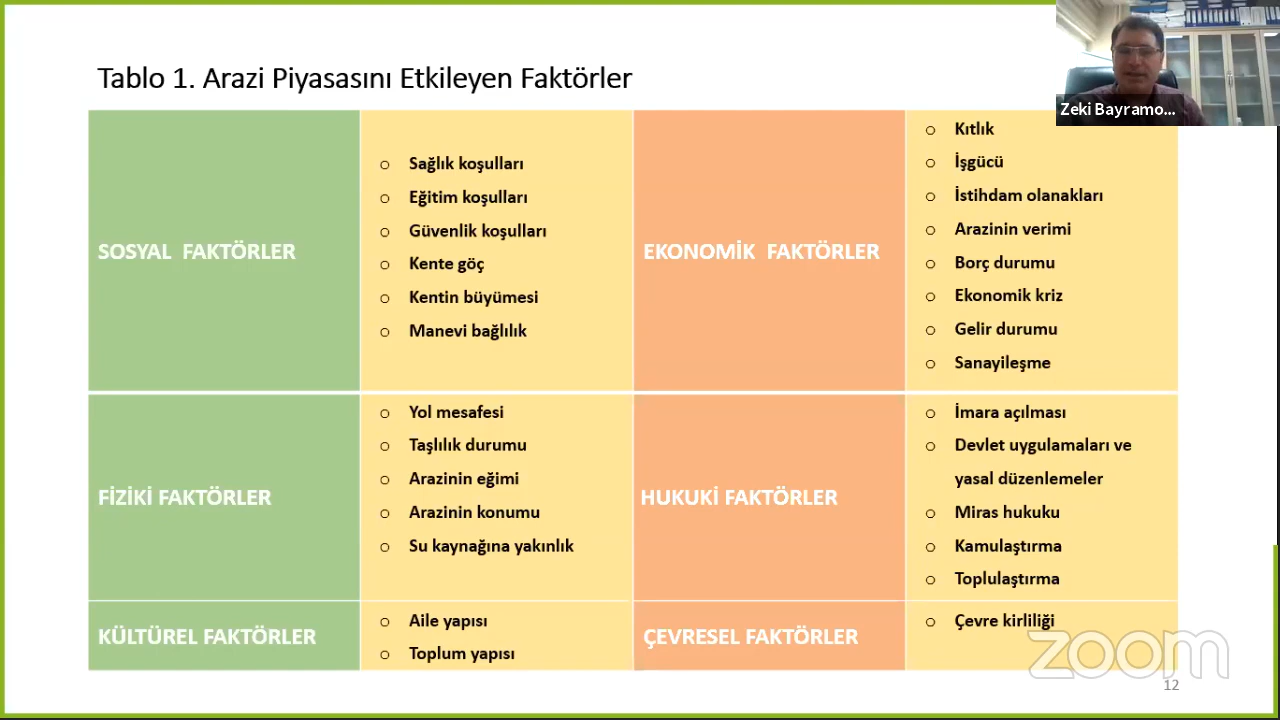 Tablo 1. Arazi Piyasasını Etkileyen Faktörler
Zeki Bayramo...
SOSYAL FAKTÖRLER
Sağlık koşulları
Eğitim koşulları
Güvenlik koşulları
Kente göç
Kentin büyümesi
Manevi bağlılık
EKONOMİK FAKTÖRLER
Kıtlık
İşgücü
İstihdam olanakları
Arazinin verimi
Borç durumu
Ekonomik kriz
Gelir durumu
Sanayileşme
FİZİKİ FAKTÖRLER
Yol mesafesi
Taşlılık durumu
Arazinin eğimi
Arazinin konumu
Su kaynağına yakınlık
HUKUKİ FAKTÖRLER
İmara açılması
Devlet uygulamaları ve
yasal düzenlemeler
Miras hukuku
Kamulaştırma
Toplulaştırma
KÜLTÜREL FAKTÖRLER
Aile yapısı
Toplum yapısı
ÇEVRESEL FAKTÖRLER
Çevre kirliliği
zoom
12